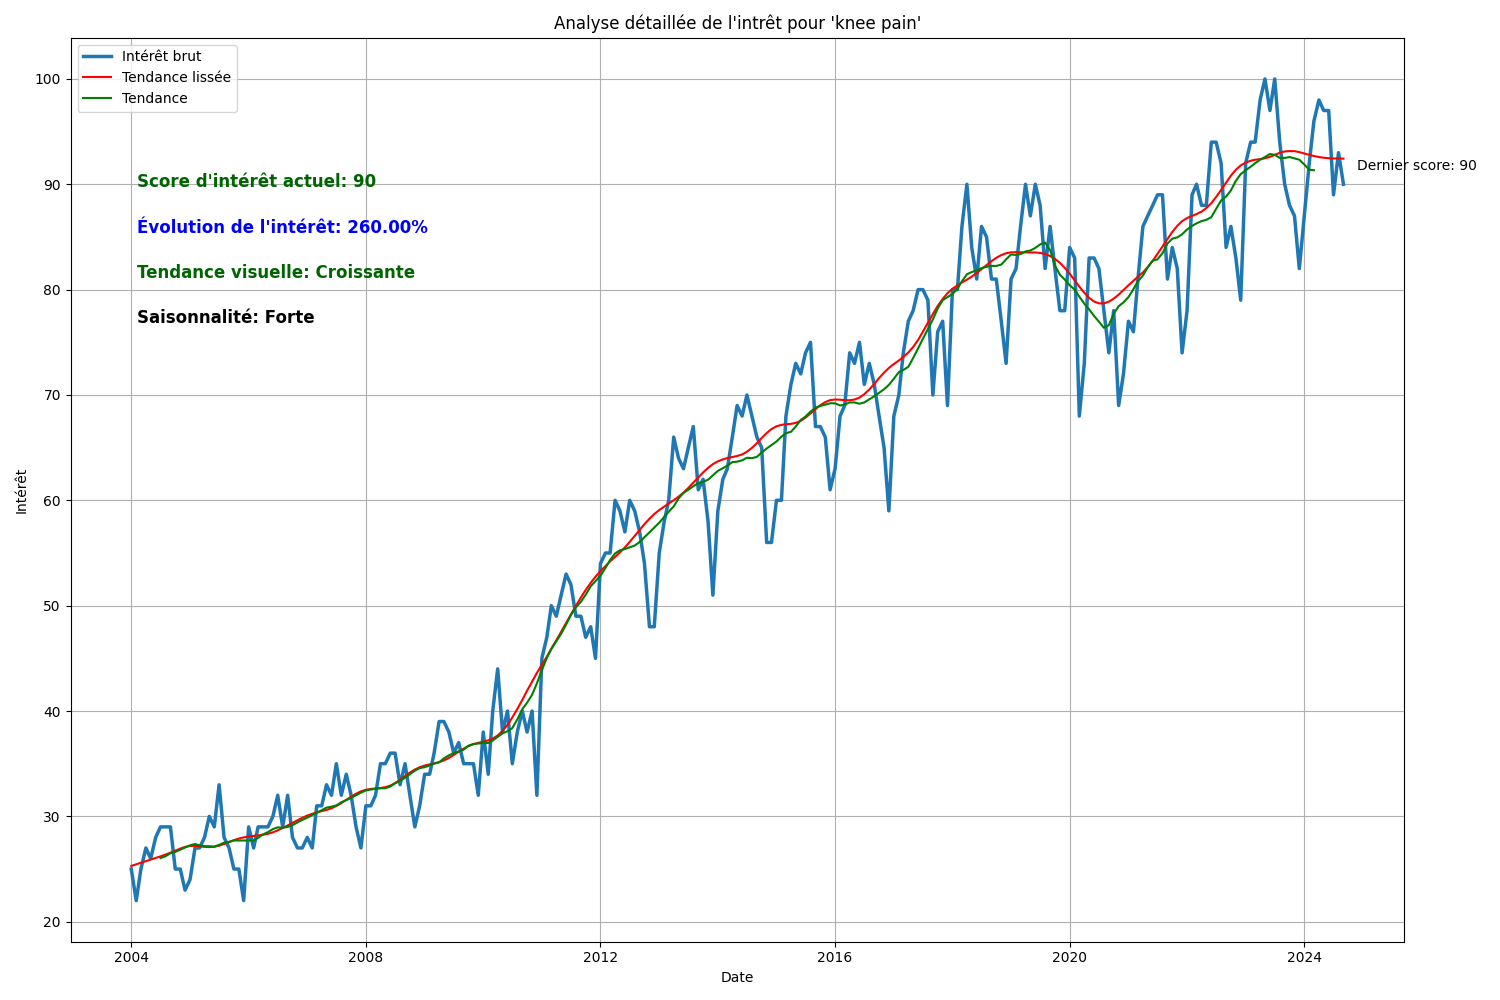 Analyse détaillée de l'intrêt pour 'knee pain'
Intérêt brut
Tendance lissée
Tendance
Score d'intérêt actuel: 90
Évolution de l'intérêt: 260.00%
Tendance visuelle: Croissante
Saisonnalité: Forte
Dernier score: 90
Intérêt
100
90
80
70
60
50
40
30
20
2004
2008
2012
2016
2020
2024
Date